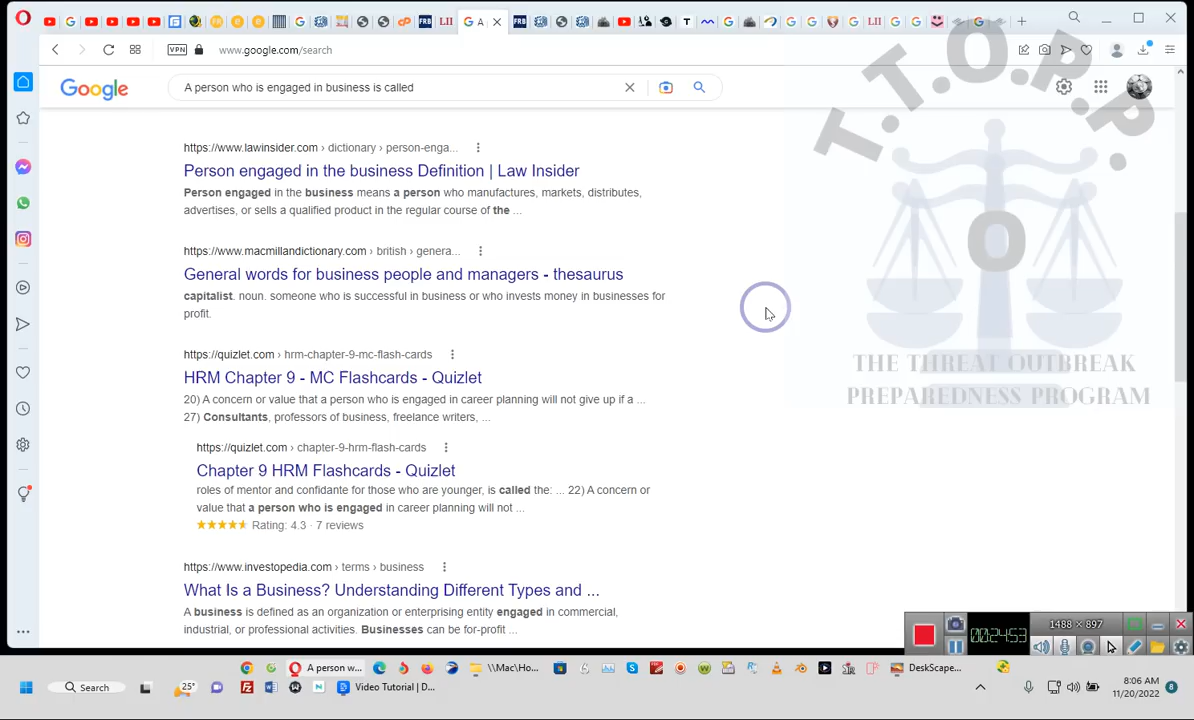 VPN
www.google.com/search
Google
A person who is engaged in business is called
T.T.O.P.P.
O
THE THREAT OUTBREAK
PREPAREDNESS PROGRAM
https://www.lawinsider.com › dictionary › person-enga...
Person engaged in the business Definition | Law Insider
Person engaged in the business means a person who manufactures, markets, distributes,
advertises, or sells a qualified product in the regular course of the ...
https://www.macmillandictionary.com › british › genera...
General words for business people and managers - thesaurus
capitalist. noun. someone who is successful in business or who invests money in businesses for
profit.
https://quizlet.com › hrm-chapter-9-mc-flash-cards
HRM Chapter 9 - MC Flashcards - Quizlet
20) A concern or value that a person who is engaged in career planning will not give up if a ...
27) Consultants, professors of business, freelance writers, ...
https://quizlet.com › chapter-9-hrm-flash-cards
Chapter 9 HRM Flashcards - Quizlet
roles of mentor and confidante for those who are younger, is called the: ... 22) A concern or
value that a person who is engaged in career planning will not ...
Rating: 4.3 · 7 reviews
https://www.investopedia.com › terms › business
What Is a Business? Understanding Different Types and ...
A business is defined as an organization or enterprising entity engaged in commercial,
industrial, or professional activities. Businesses can be for-profit ...
00:24:53
1488 × 897
A person w...
\\Mac\Ho...
DeskScape...
Search
25°
Video Tutorial | D...
8:06 AM
11/20/2022
8